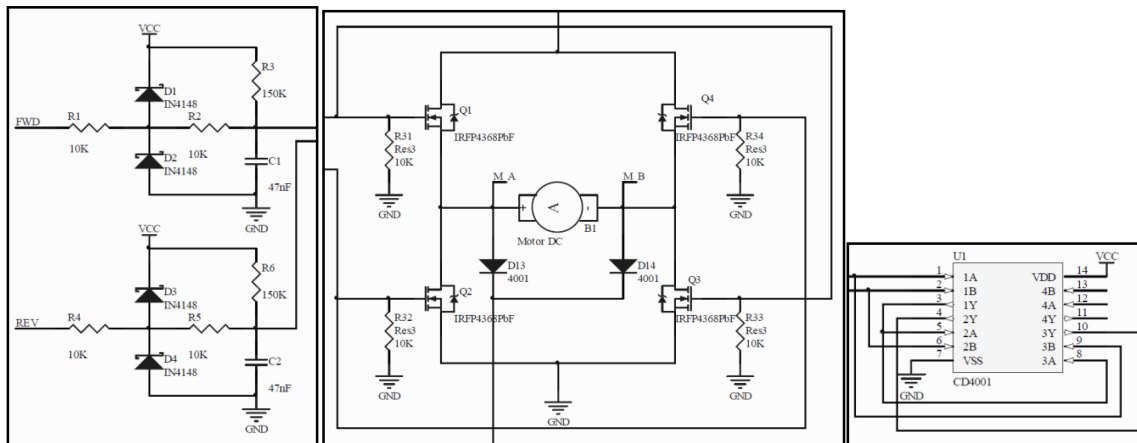 VCC
R3
150K
D1
IN4148
R1
R2
FWD
10K
10K
D2
IN4148
C1
47nF
GND
VCC
R6
150K
D3
IN4148
R4
R5
REV
10K
10K
D4
IN4148
C2
47nF
GND
Q1
Q4
IRFP4368PbF
IRFP4368PbF
R31
Res3
10K
R34
Res3
10K
GND
GND
M_A
M_B
+
A
-
B1
Motor DC
D13
4001
D14
4001
Q2
Q3
IRFP4368PbF
IRFP4368PbF
R32
Res3
10K
R33
Res3
10K
GND
GND
GND
U1
VCC
1 1A VDD 14
2 1B 4B 13
3 1Y 4A 12
4 2Y 4Y 11
5 2A 3Y 10
6 2B 3B 9
7 VSS 3A 8
GND
CD4001